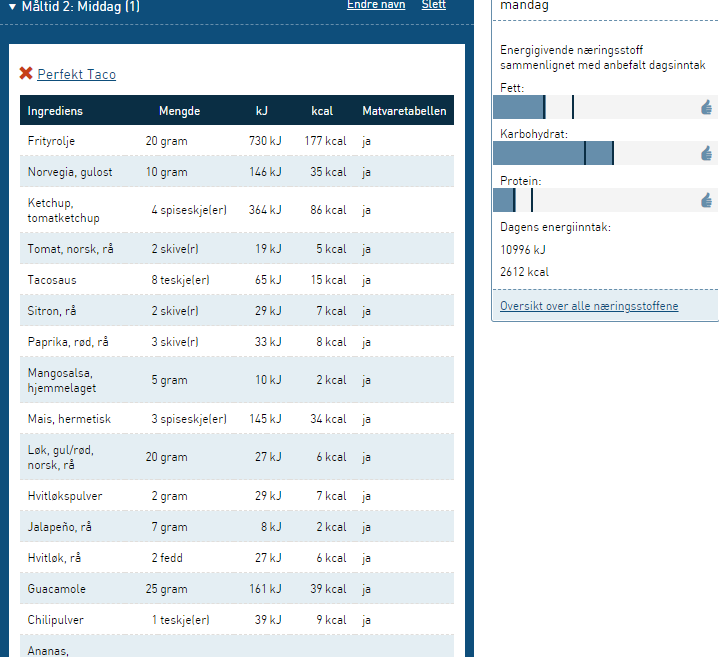 ▼ Måltid 2: Middag (1) Endre navn Slett
Perfekt Taco
Ingrediens Mengde kJ kcal Matvaretabellen
Frityrolje 20 gram 730 kJ 177 kcal ja
Norvegia, gulost 10 gram 146 kJ 35 kcal ja
Ketchup,
tomatketchup 4 spiseskje(er) 364 kJ 86 kcal ja
Tomat, norsk, rå 2 skive(r) 19 kJ 5 kcal ja
Tacosaus 8 teskje(er) 65 kJ 15 kcal ja
Sitron, rå 2 skive(r) 29 kJ 7 kcal ja
Paprika, rød, rå 3 skive(r) 33 kJ 8 kcal ja
Mangosalsa,
hjemmelaget 5 gram 10 kJ 2 kcal ja
Mais, hermetisk 3 spiseskje(er) 145 kJ 34 kcal ja
Løk, gul/rød,
norsk, rå 20 gram 27 kJ 6 kcal ja
Hvitløkspulver 2 gram 29 kJ 7 kcal ja
Jalapeño, rå 7 gram 8 kJ 2 kcal ja
Hvitløk, rå 2 fedd 27 kJ 6 kcal ja
Guacamole 25 gram 161 kJ 39 kcal ja
Chilipulver 1 teskje(er) 39 kJ 9 kcal ja
Ananas,
mandag
Energigivende næringsstoff
sammenlignet med anbefalt dagsinntak
Fett:
Karbohydrat:
Protein:
Dagens energiinntak:
10996 kJ
2612 kcal
Oversikt over alle næringsstoffene